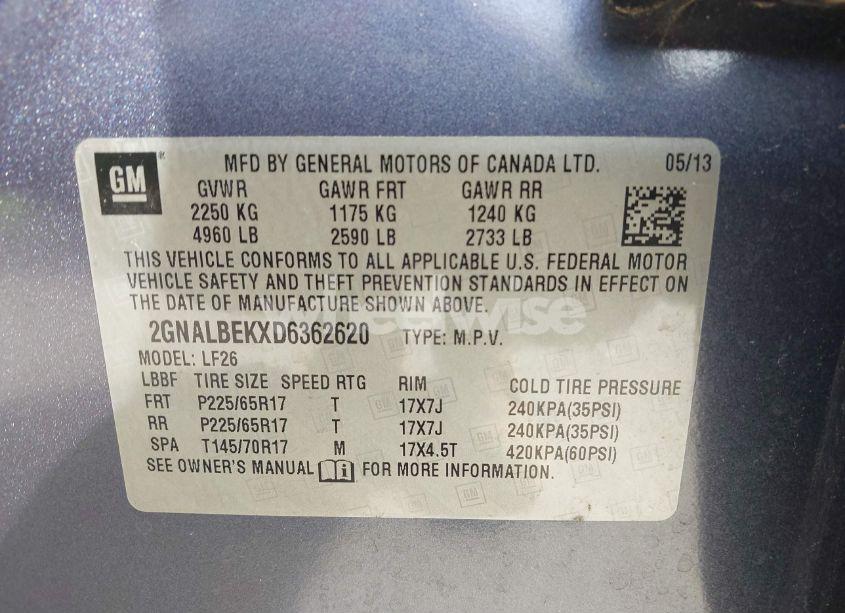 GM
MFD BY GENERAL MOTORS OF CANADA LTD. 05/13
GVWR GAWR FRT GAWR RR
2250 KG 1175 KG 1240 KG
4960 LB 2590 LB 2733 LB
THIS VEHICLE CONFORMS TO ALL APPLICABLE U.S. FEDERAL MOTOR
VEHICLE SAFETY AND THEFT PREVENTION STANDARDS IN EFFECT ON
THE DATE OF MANUFACTURE SHOWN ABOVE.
2GNALBEKXD6362620 TYPE: M.P.V.
MODEL: LF26
LBBF TIRE SIZE SPEED RTG RIM COLD TIRE PRESSURE
FRT P225/65R17 T 17X7J 240KPA(35PSI)
RR P225/65R17 T 17X7J 240KPA(35PSI)
SPA T145/70R17 M 17X4.5T 420KPA(60PSI)
SEE OWNER'S MANUAL FOR MORE INFORMATION.